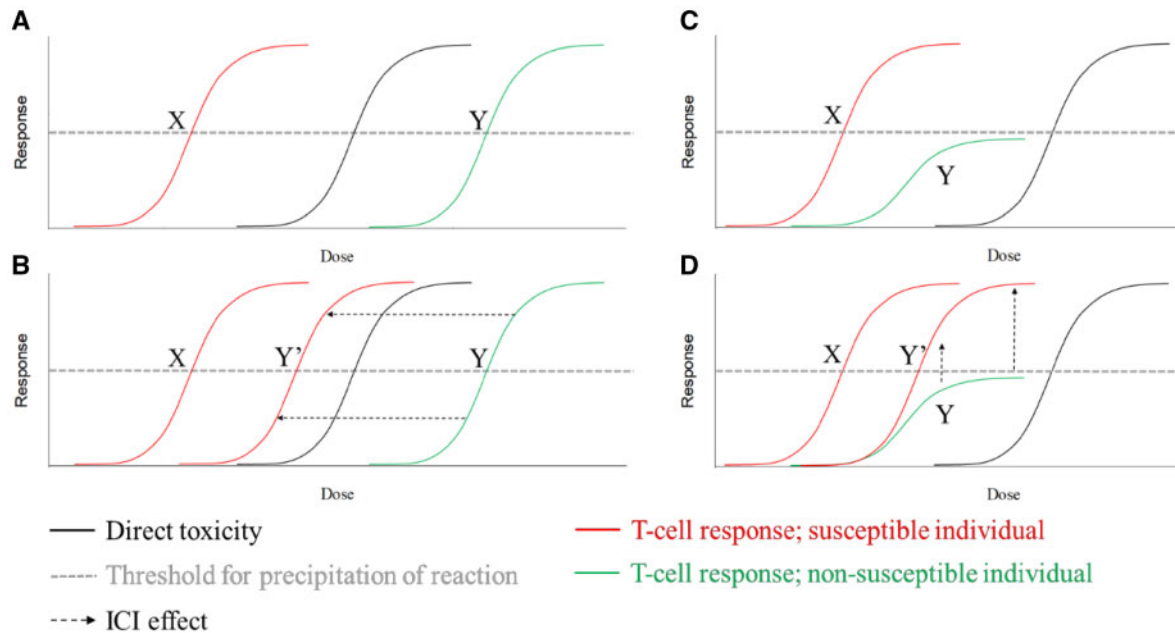 A
Response
X
Y
Dose
B
Response
X
Y’
Y
Dose
C
Response
X
Y
Dose
D
Response
X
Y’
Y
Dose
Direct toxicity
Threshold for precipitation of reaction
ICI effect
T-cell response; susceptible individual
T-cell response; non-susceptible individual